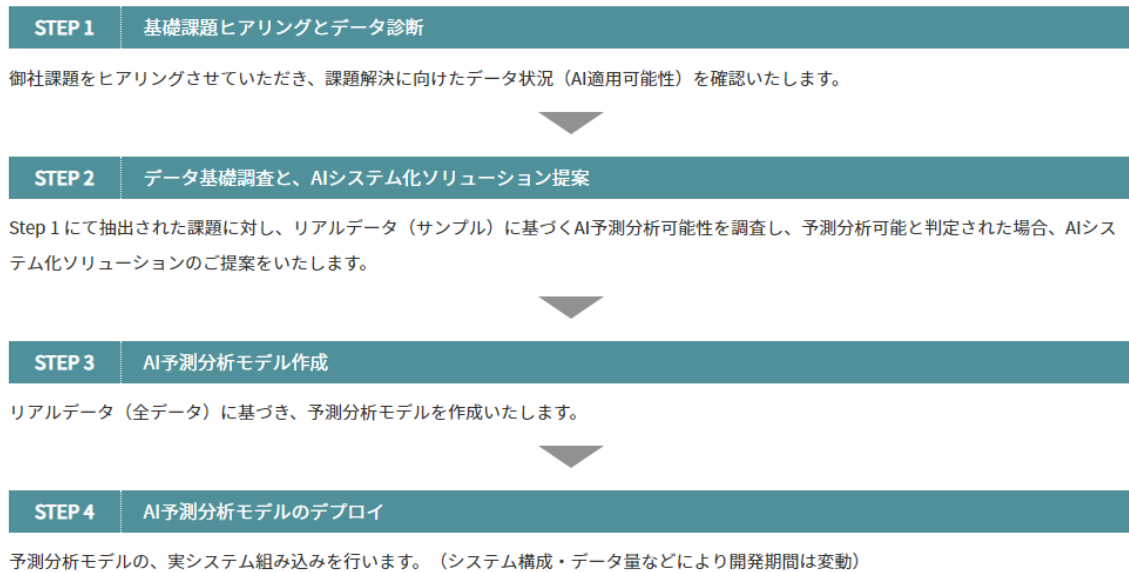 STEP 1 基礎課題ヒアリングとデータ診断
御社課題をヒアリングさせていただき、課題解決に向けたデータ状況（AI適用可能性）を確認いたします。
STEP 2 データ基礎調査と、AIシステム化ソリューション提案
Step 1 にて抽出された課題に対し、リアルデータ（サンプル）に基づくAI予測分析可能性を調査し、予測分析可能と判定された場合、AIシス
テム化ソリューションのご提案をいたします。
STEP 3 AI予測分析モデル作成
リアルデータ（全データ）に基づき、予測分析モデルを作成いたします。
STEP 4 AI予測分析モデルのデプロイ
予測分析モデルの、実システム組み込みを行います。（システム構成・データ量などにより開発期間は変動）